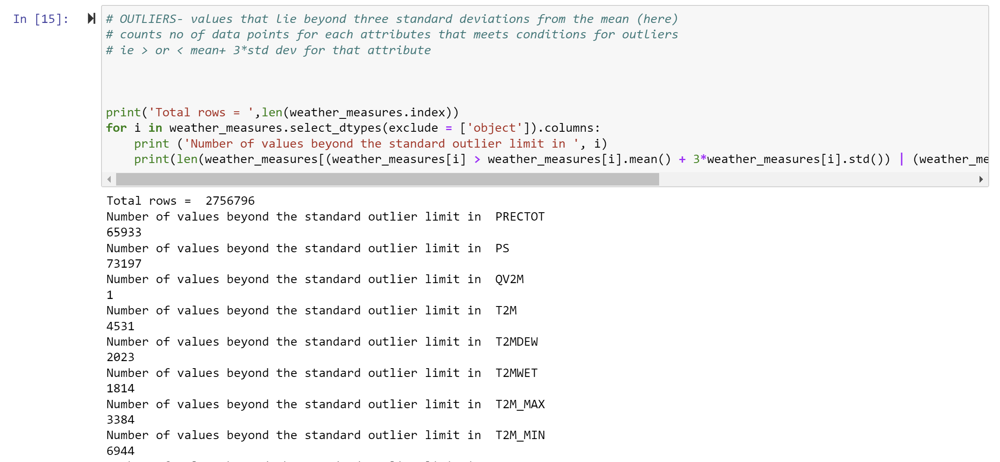 In [15]:
# OUTLIERS- values that lie beyond three standard deviations from the mean (here)
# counts no of data points for each attributes that meets conditions for outliers
# ie > or < mean+ 3*std dev for that attribute
print('Total rows = ',len(weather_measures.index))
for i in weather_measures.select_dtypes(exclude = ['object']).columns:
    print ('Number of values beyond the standard outlier limit in ', i)
    print(len(weather_measures[(weather_measures[i] > weather_measures[i].mean() + 3*weather_measures[i].std()) | (weather_me
Total rows =  2756796
Number of values beyond the standard outlier limit in  PRECTOT
65933
Number of values beyond the standard outlier limit in  PS
73197
Number of values beyond the standard outlier limit in  QV2M
1
Number of values beyond the standard outlier limit in  T2M
4531
Number of values beyond the standard outlier limit in  T2MDEW
2023
Number of values beyond the standard outlier limit in  T2MWET
1814
Number of values beyond the standard outlier limit in  T2M_MAX
3384
Number of values beyond the standard outlier limit in  T2M_MIN
6944